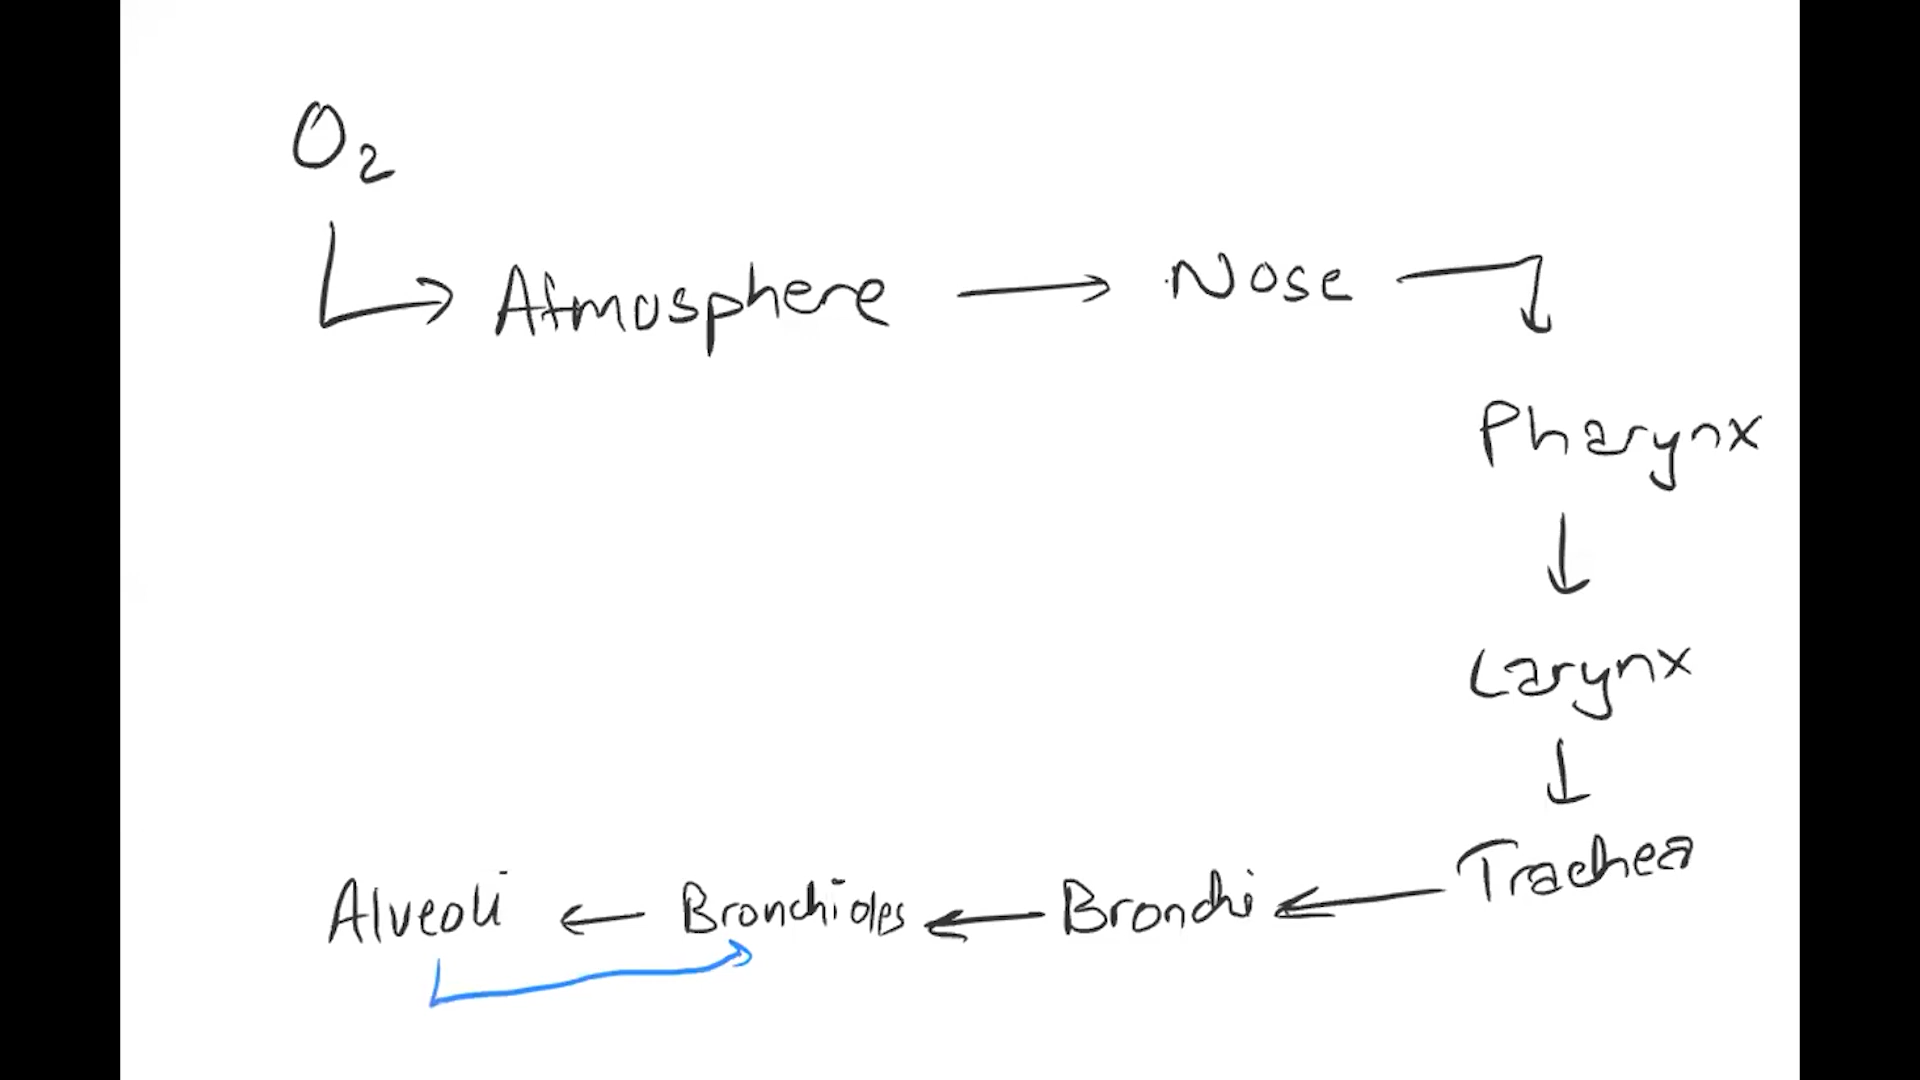 O₂
Atmosphere → Nose
Pharynx
↓
Larynx
↓
Trachea
Alveoli ← Bronchioles ← Bronchi ←